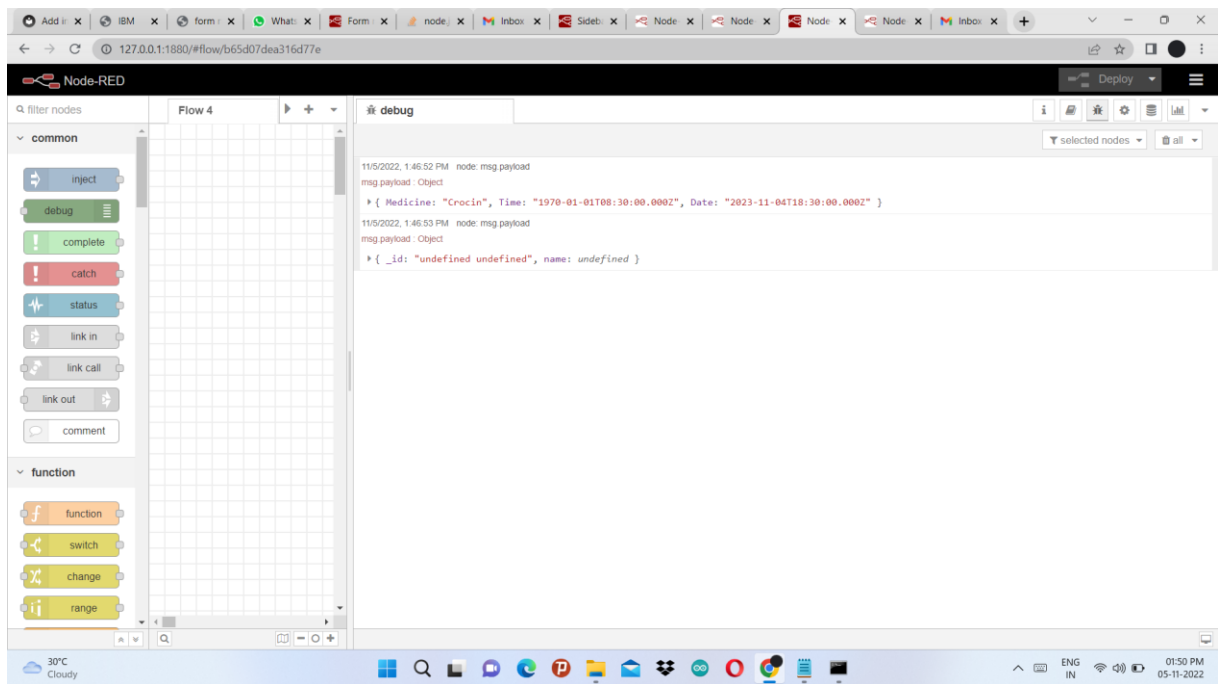 Add in IBM form r Whats Form node. Inbox Sideb Node Node Node Node Inbox
127.0.0.1:1880/#flow/b65d07dea316d77e
Node-RED Deploy
filter nodes Flow 4 debug i
common selected nodes all
inject
debug
complete
catch
status
link in
link call
link out
comment
function
function
switch
change
range
11/5/2022, 1:46:52 PM node: msg.payload
msg.payload : Object
{ Medicine: "Crocin", Time: "1970-01-01T08:30:00.000Z", Date: "2023-11-04T18:30:00.000Z" }
11/5/2022, 1:46:53 PM node: msg.payload
msg.payload : Object
{ _id: "undefined undefined", name: undefined }
30°C
Cloudy
ENG
IN
01:50 PM
05-11-2022